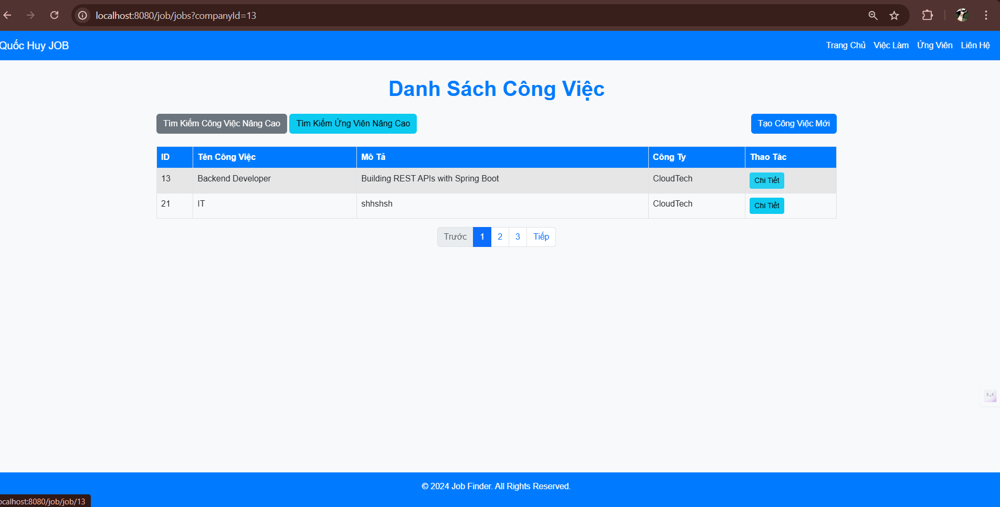 localhost:8080/job/jobs?companyId=13
Quốc Huy JOB
Trang Chủ Việc Làm Ứng Viên Liên Hệ
Danh Sách Công Việc
Tìm Kiếm Công Việc Nâng Cao Tìm Kiếm Ứng Viên Nâng Cao Tạo Công Việc Mới
ID Tên Công Việc Mô Tả Công Ty Thao Tác
13 Backend Developer Building REST APIs with Spring Boot CloudTech Chi Tiết
21 IT shhshsh CloudTech Chi Tiết
Trước 1 2 3 Tiếp
© 2024 Job Finder. All Rights Reserved.
ocalhost:8080/job/job/13